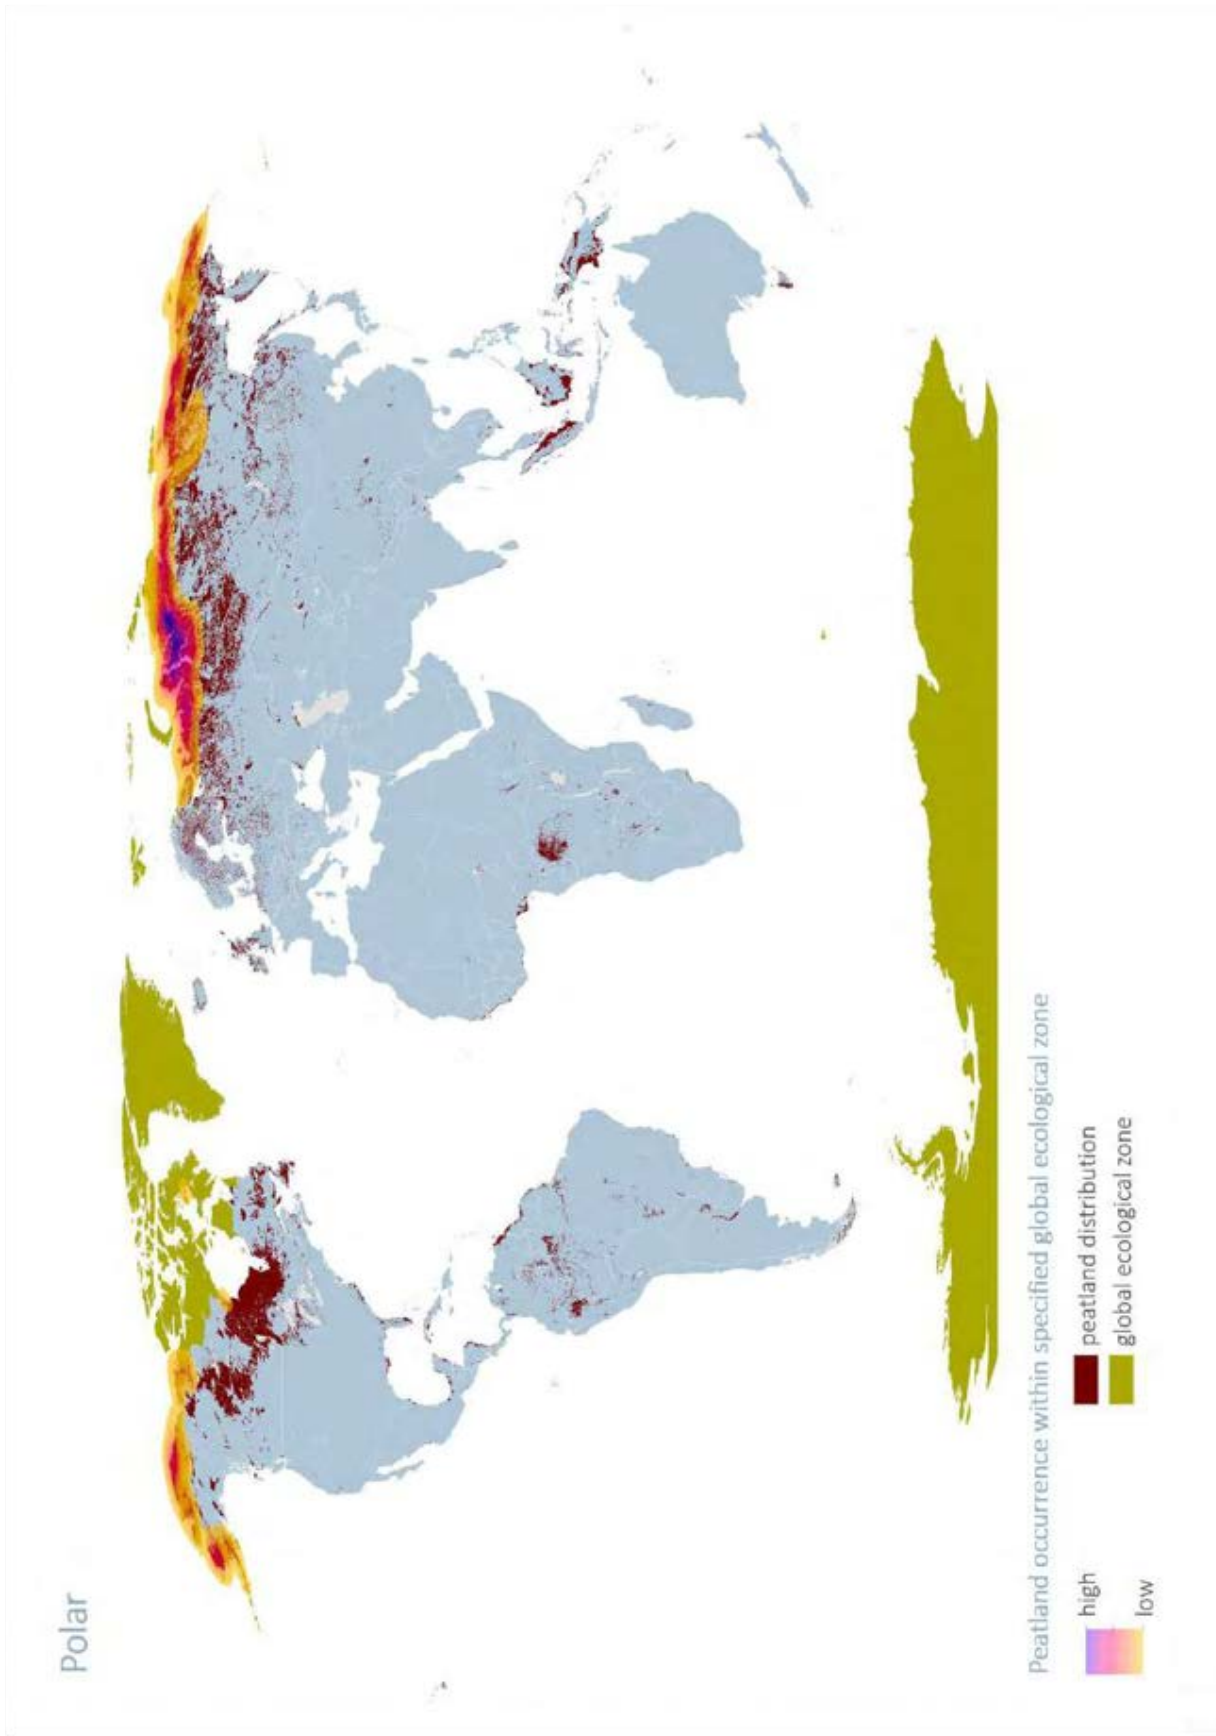 Polar
Peatland occurrence within specified global ecological zone
high
low
peatland distribution
global ecological zone